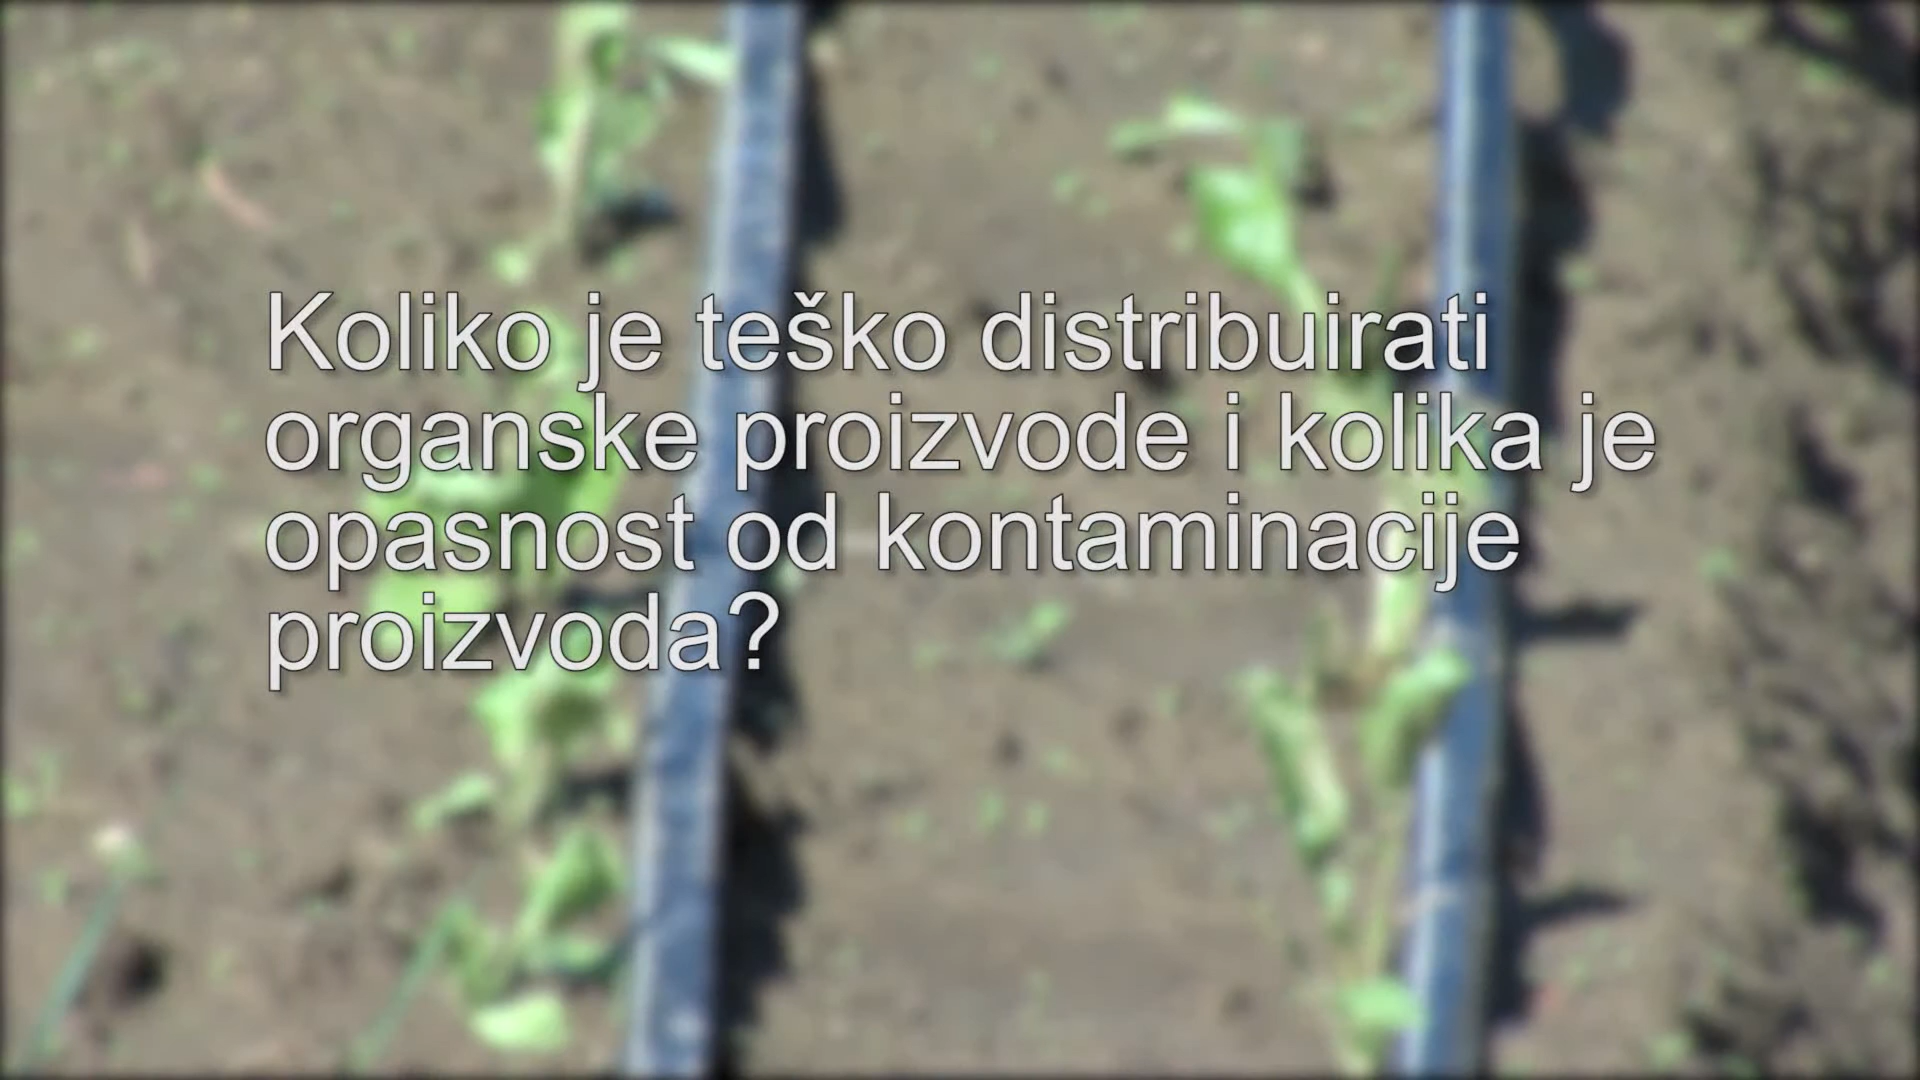 Koliko je teško distribuirati
organske proizvode i kolika je
opasnost od kontaminacije
proizvoda?